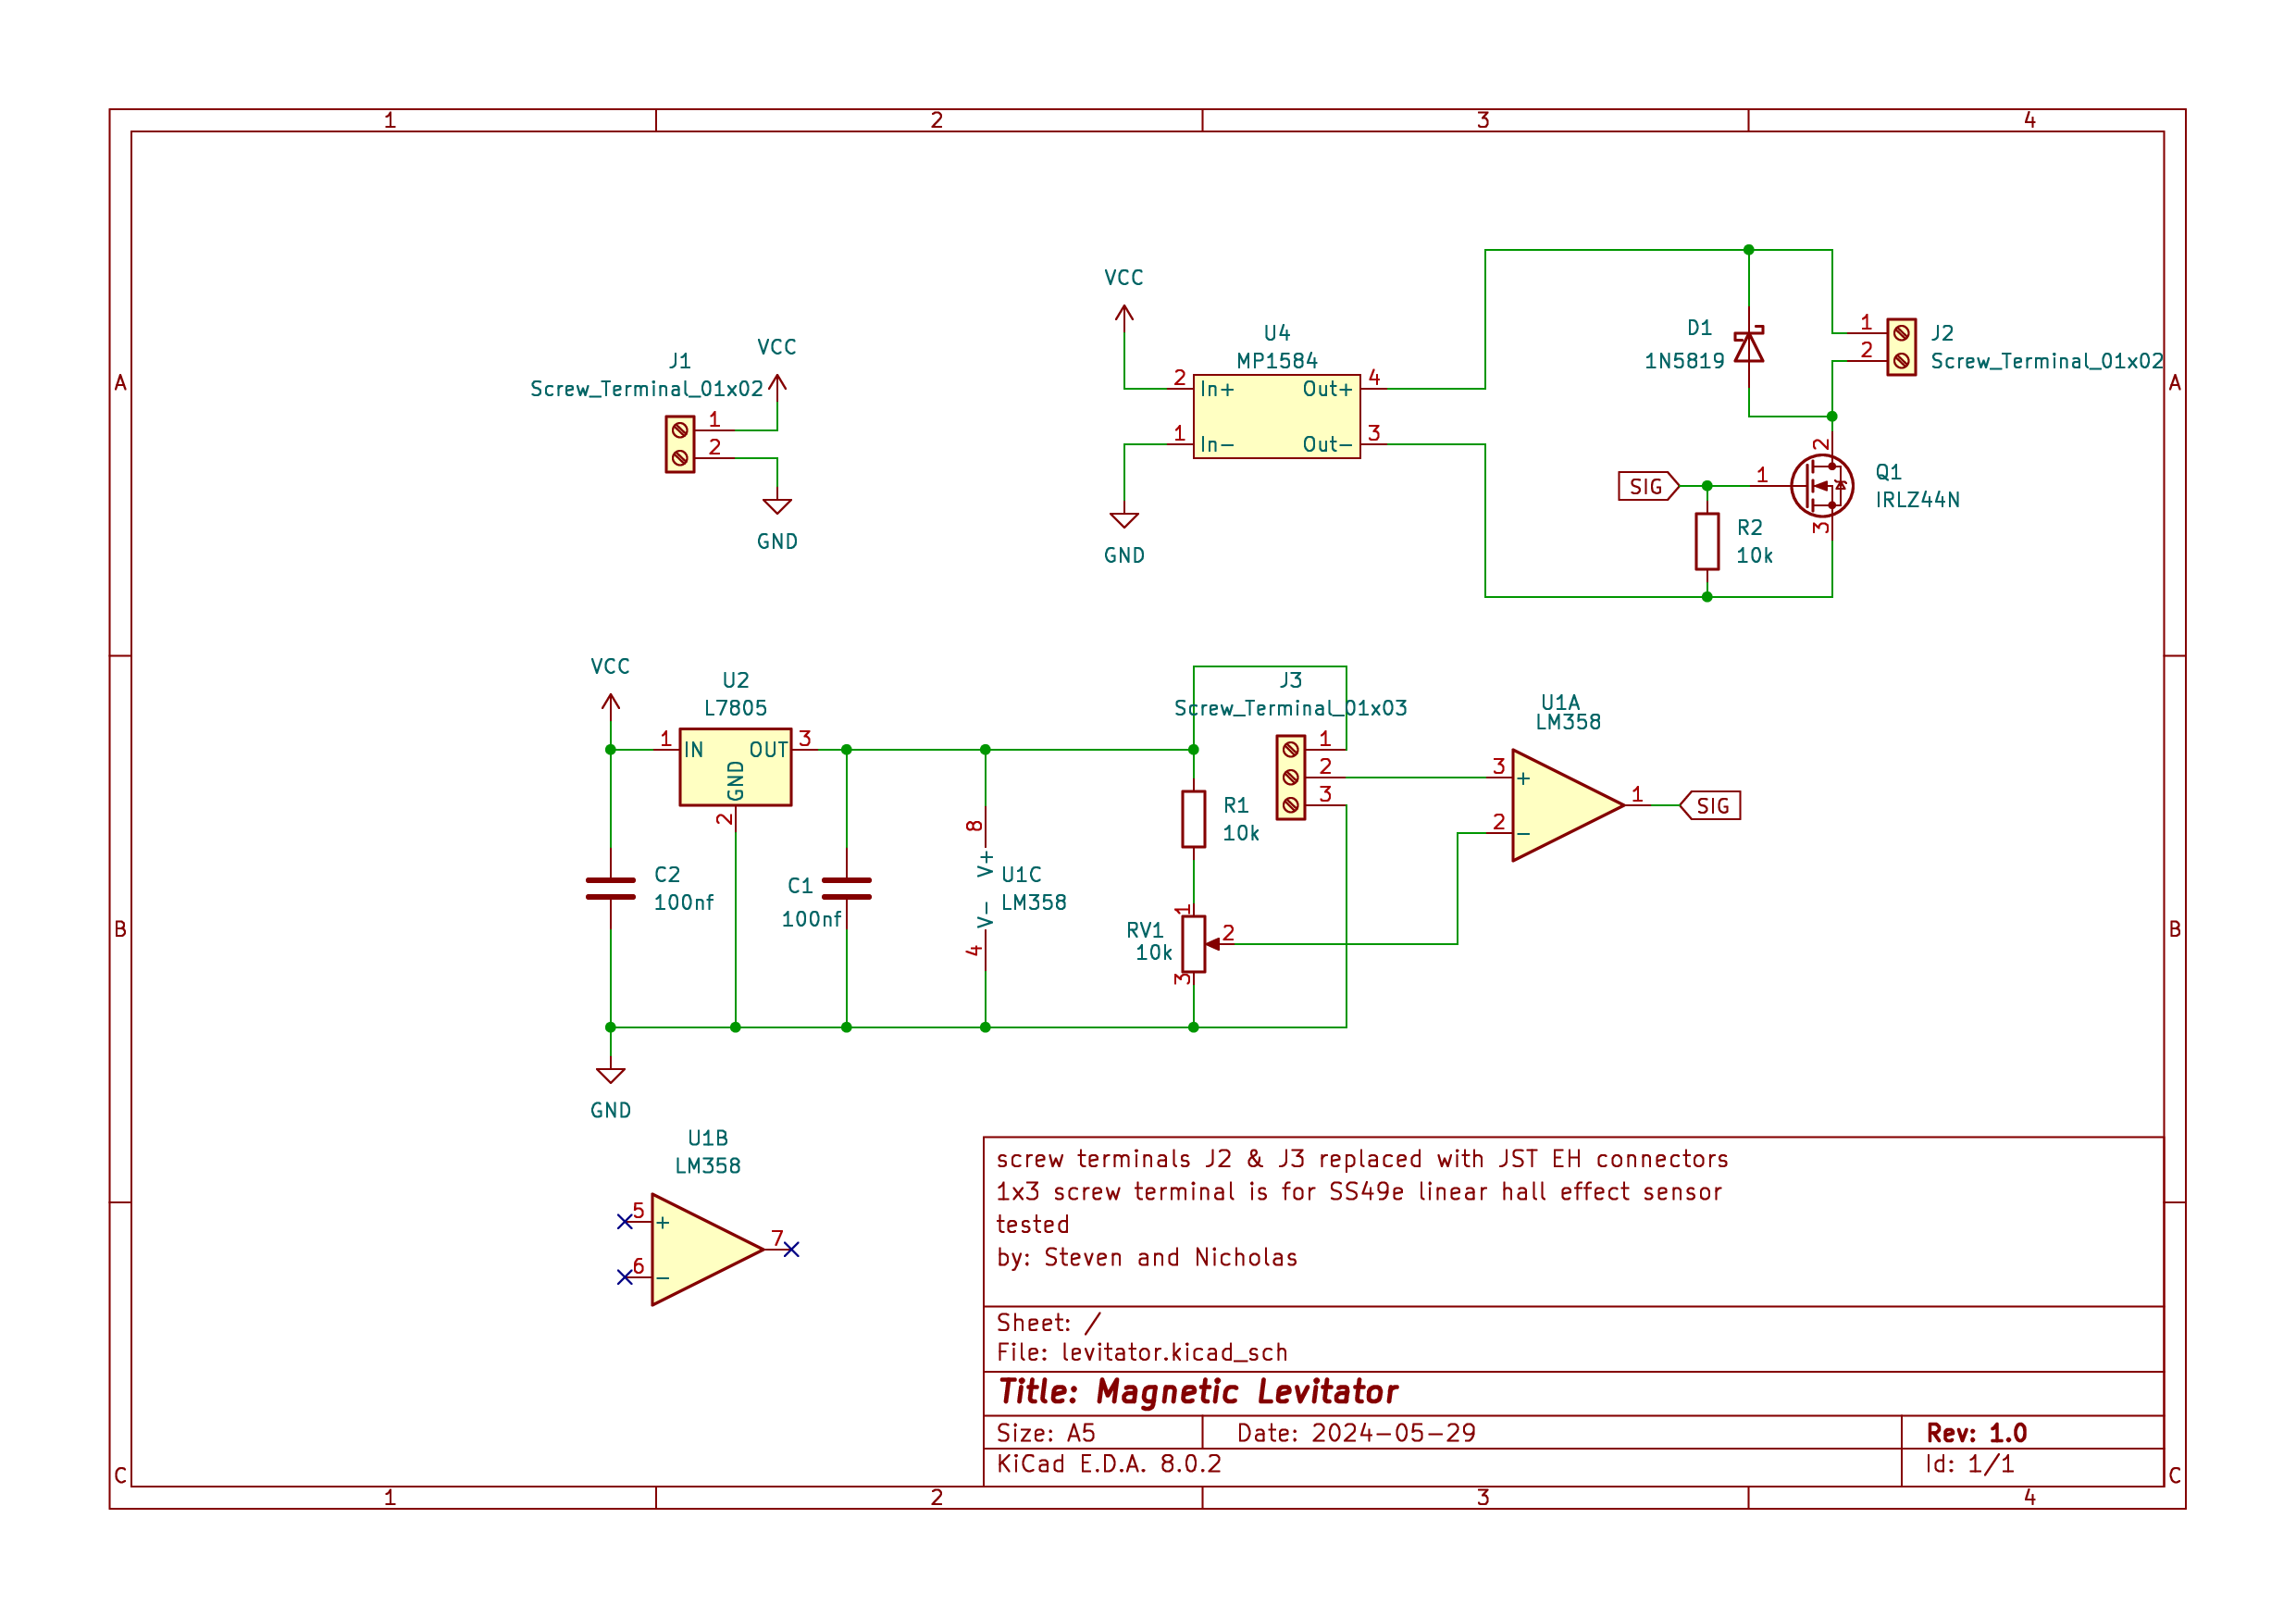 1 2 3 4
A A
B B
C C
1 2 3 4
J1
Screw_Terminal_01x02
1
2
VCC
GND
VCC
GND
U4
MP1584
2 In+ Out+ 4
1 In- Out- 3
D1
1N5819
J2
Screw_Terminal_01x02
1
2
SIG
1
2
3
Q1
IRLZ44N
R2
10k
VCC
U2
L7805
1 IN OUT 3
GND
2
C2
100nf
C1
100nf
8
V+
V-
4
U1C
LM358
GND
J3
Screw_Terminal_01x03
1
2
3
R1
10k
RV1
10k
1
2
3
U1A
LM358
3 +
2 -
1
SIG
U1B
LM358
5 +
6 -
7
screw terminals J2 & J3 replaced with JST EH connectors
1x3 screw terminal is for SS49e linear hall effect sensor
tested
by: Steven and Nicholas
Sheet: /
File: levitator.kicad_sch
Title: Magnetic Levitator
Size: A5 Date: 2024-05-29 Rev: 1.0
KiCad E.D.A. 8.0.2 Id: 1/1